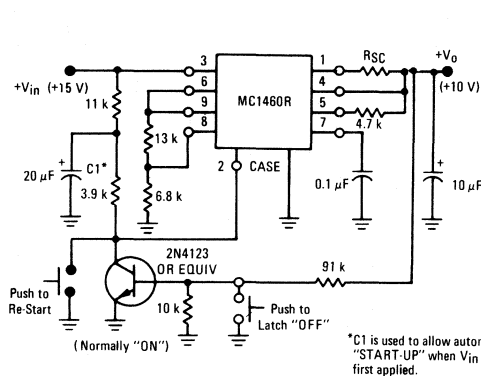 +Vin (+15 V)
3
6
9
8
MC1460R
1
4
5
7
RSC
+Vo
(+10 V)
11 k
13 k
4.7 k
2
CASE
20 µF
+
C1*
3.9 k
6.8 k
0.1 µF
+
10 µF
2N4123
OR EQUIV
91 k
Push to
Re-Start
10 k
Push to
Latch "OFF"
(Normally "ON")
*C1 is used to allow
"START-UP" when Vin
first applied.